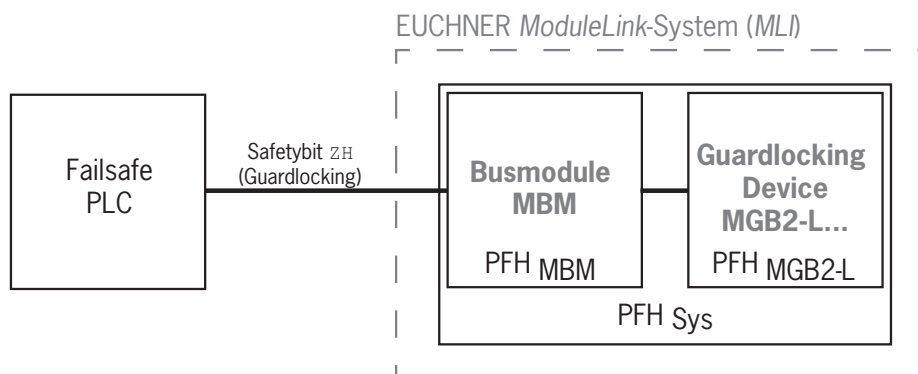 EUCHNER ModuleLink-System (MLI)
Failsafe
PLC
Safetybit ZH
(Guardlocking)
Busmodule
MBM
PFH MBM
Guardlocking
Device
MGB2-L...
PFH MGB2-L
PFH Sys